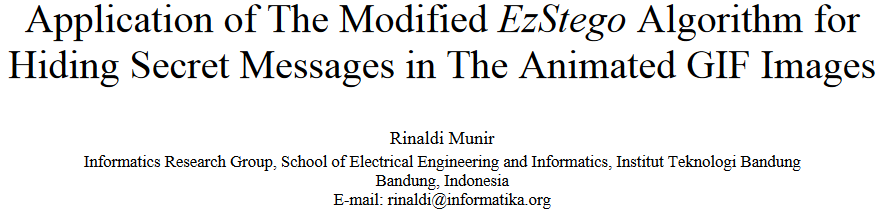 Application of The Modified EzStego Algorithm for
Hiding Secret Messages in The Animated GIF Images
Rinaldi Munir
Informatics Research Group, School of Electrical Engineering and Informatics, Institut Teknologi Bandung
Bandung, Indonesia
E-mail: rinaldi@informatika.org